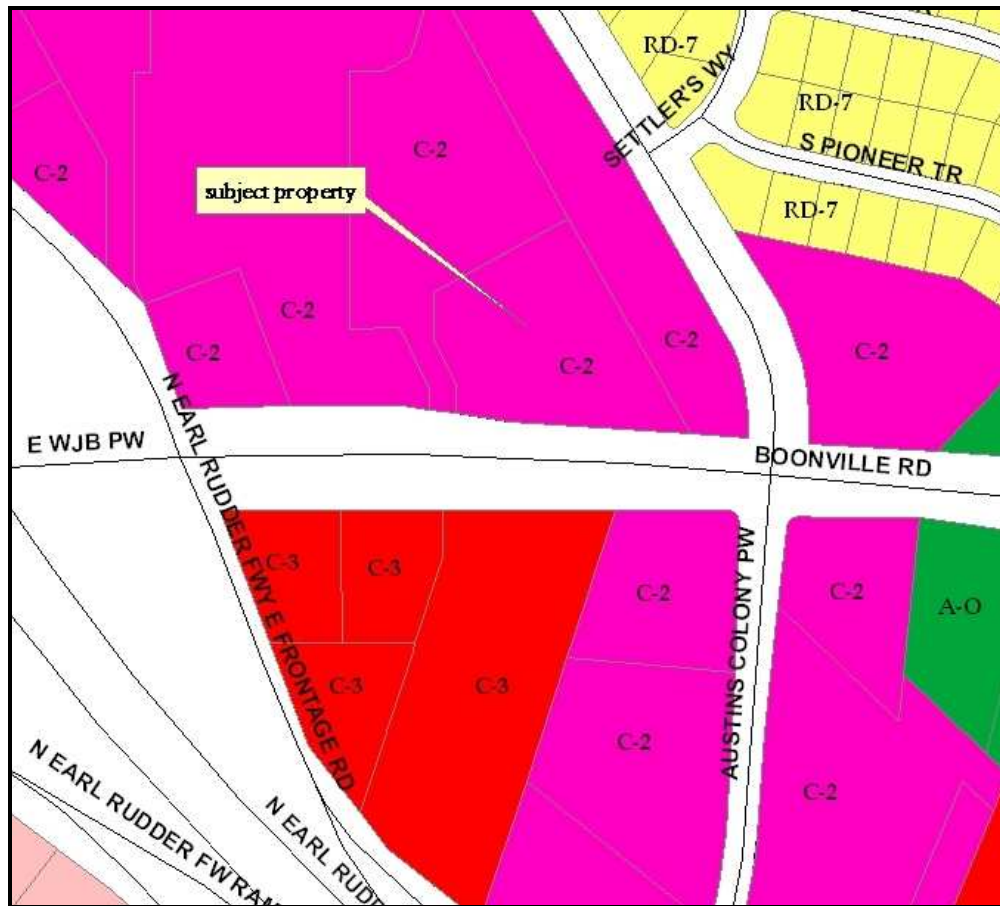 RD-7
SETTLER'S WY
RD-7
S PIONEER TR
C-2
C-2
subject property
RD-7
C-2
C-2
C-2
C-2
C-2
N EARL RUDDER FWY E FRONTAGE RD
E WJB PW
BOONVILLE RD
C-3
C-3
C-2
C-2
A-O
AUSTINS COLONY PW
C-3
C-3
C-2
C-2
N EARL RUDDER FW RAM
N EARL RUDD